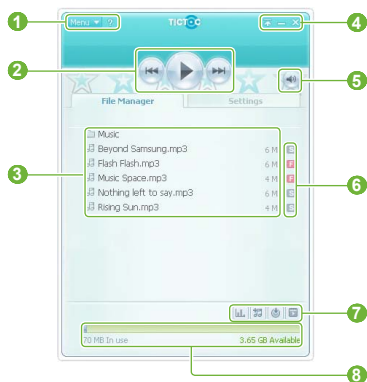 1
Menu ?
TICTOC
4
2
5
File Manager Settings
Music
Beyond Samsung.mp3 6 M
Flash Flash.mp3 6 M F
3
Music Space.mp3 4 M F
6
Nothing left to say.mp3 6 M
Rising Sun.mp3 4 M
7
70 MB In use 3.65 GB Available
8